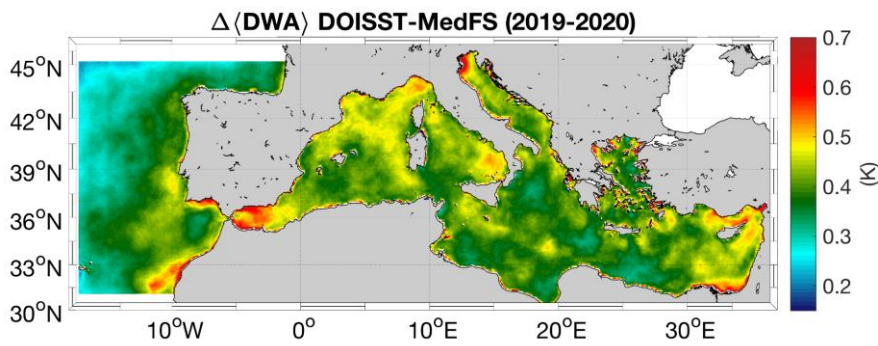 Δ⟨DWA⟩ DOISST-MedFS (2019-2020)
45°N
42°N
39°N
36°N
33°N
30°N
10°W
0°
10°E
20°E
30°E
0.7
0.6
0.5
0.4
0.3
0.2
(K)